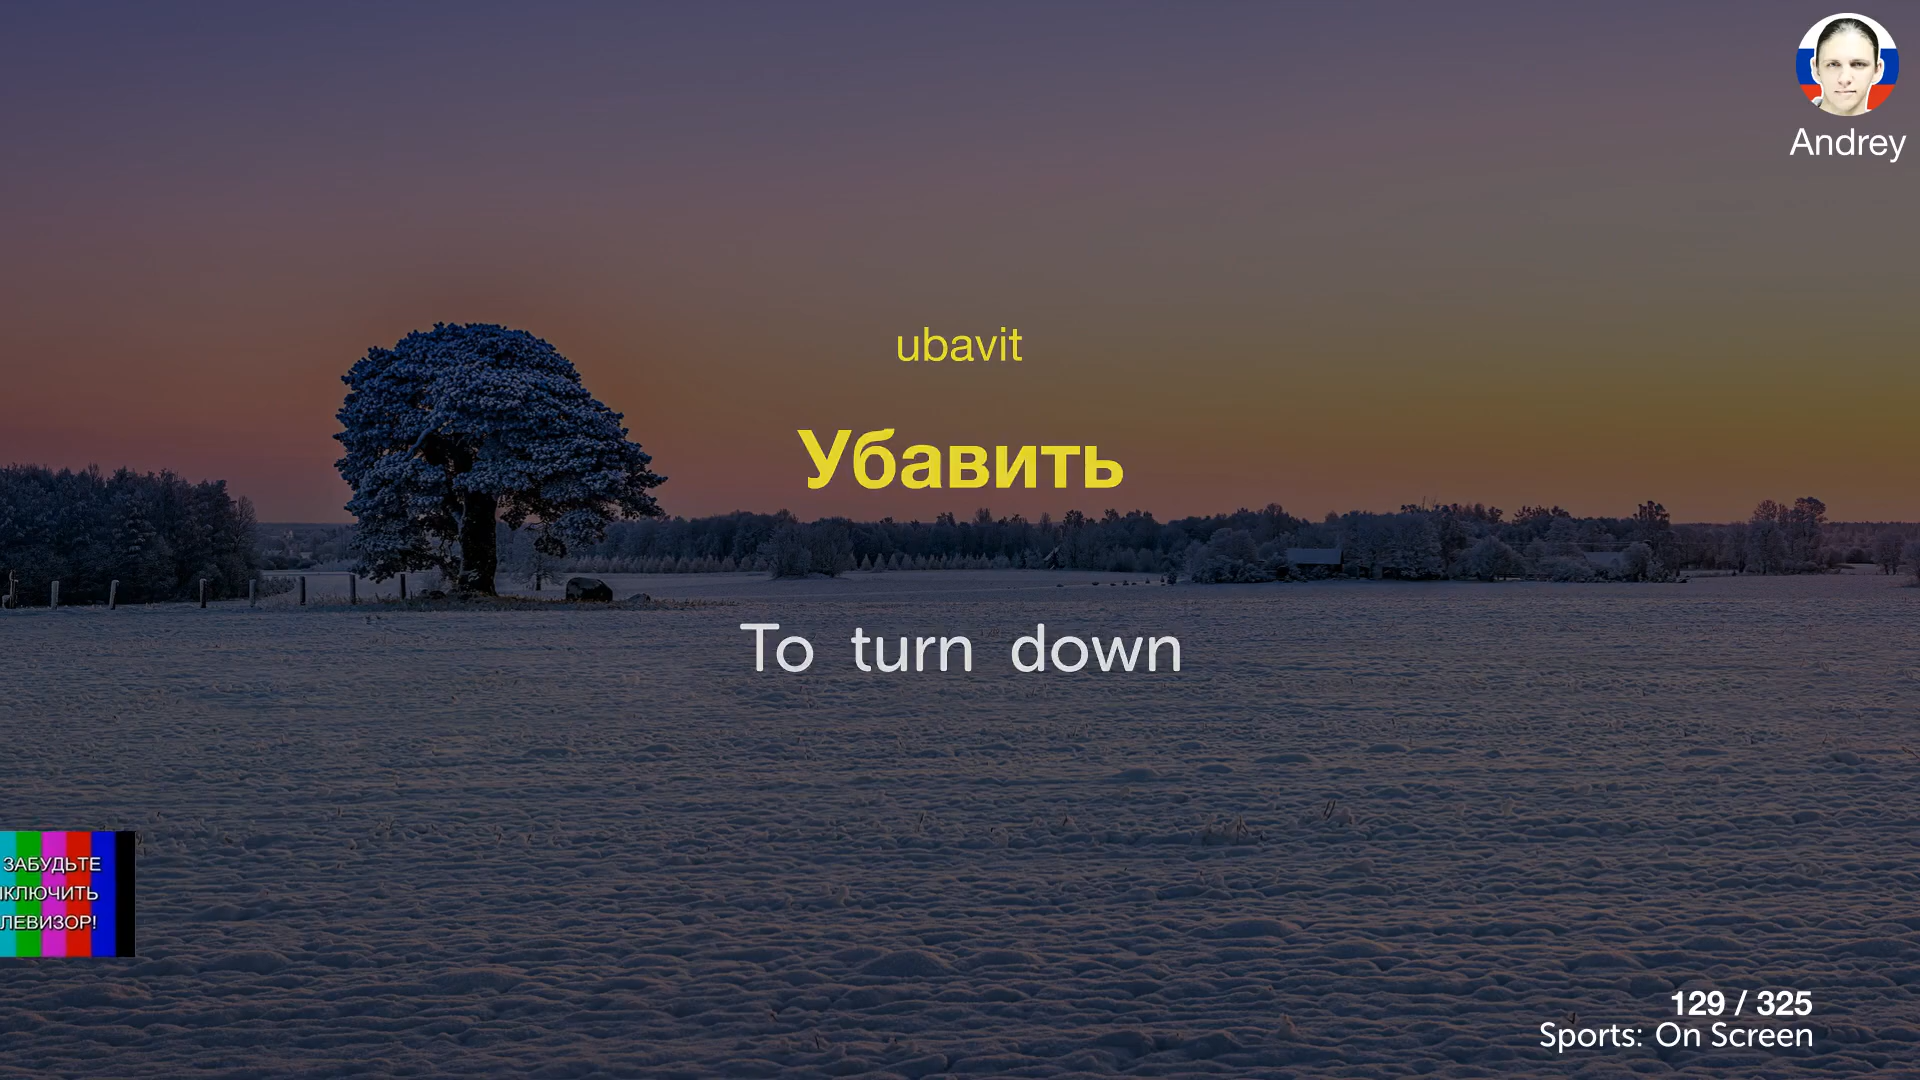 Andrey
ubavit
Убавить
To turn down
ЗАБУДЬТЕ
КЛЮЧИТЬ
ЛЕВИЗОР!
129 / 325
Sports: On Screen